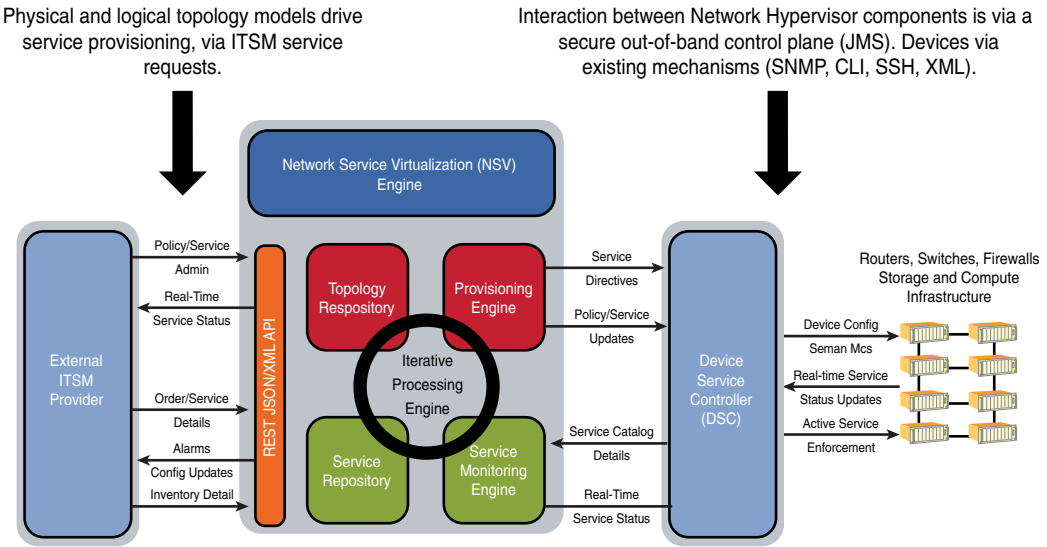 Physical and logical topology models drive
service provisioning, via ITSM service
requests.
Interaction between Network Hypervisor components is via a
secure out-of-band control plane (JMS). Devices via
existing mechanisms (SNMP, CLI, SSH, XML).
Network Service Virtualization (NSV)
Engine
External
ITSM
Provider
Policy/Service
Admin
Real-Time
Service Status
Order/Service
Details
Alarms
Config Updates
Inventory Detail
REST JSON/XML API
Topology
Respository
Provisioning
Engine
Iterative
Processing
Engine
Service
Repository
Service
Monitoring
Engine
Service
Directives
Policy/Service
Updates
Service Catalog
Details
Real-Time
Service Status
Device
Service
Controller
(DSC)
Routers, Switches, Firewalls
Storage and Compute
Infrastructure
Device Config
Seman Mcs
Real-time Service
Status Updates
Active Service
Enforcement